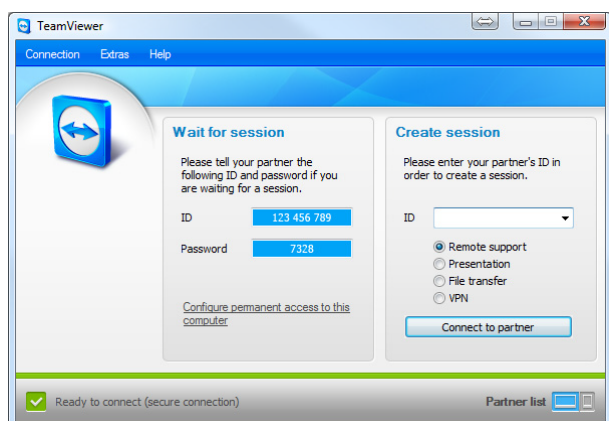 TeamViewer
Connection Extras Help
Wait for session
Please tell your partner the
following ID and password if you
are waiting for a session.
ID 123 456 789
Password 7328
Configure permanent access to this
computer
Create session
Please enter your partner's ID in
order to create a session.
ID
Remote support
Presentation
File transfer
VPN
Connect to partner
Ready to connect (secure connection)
Partner list